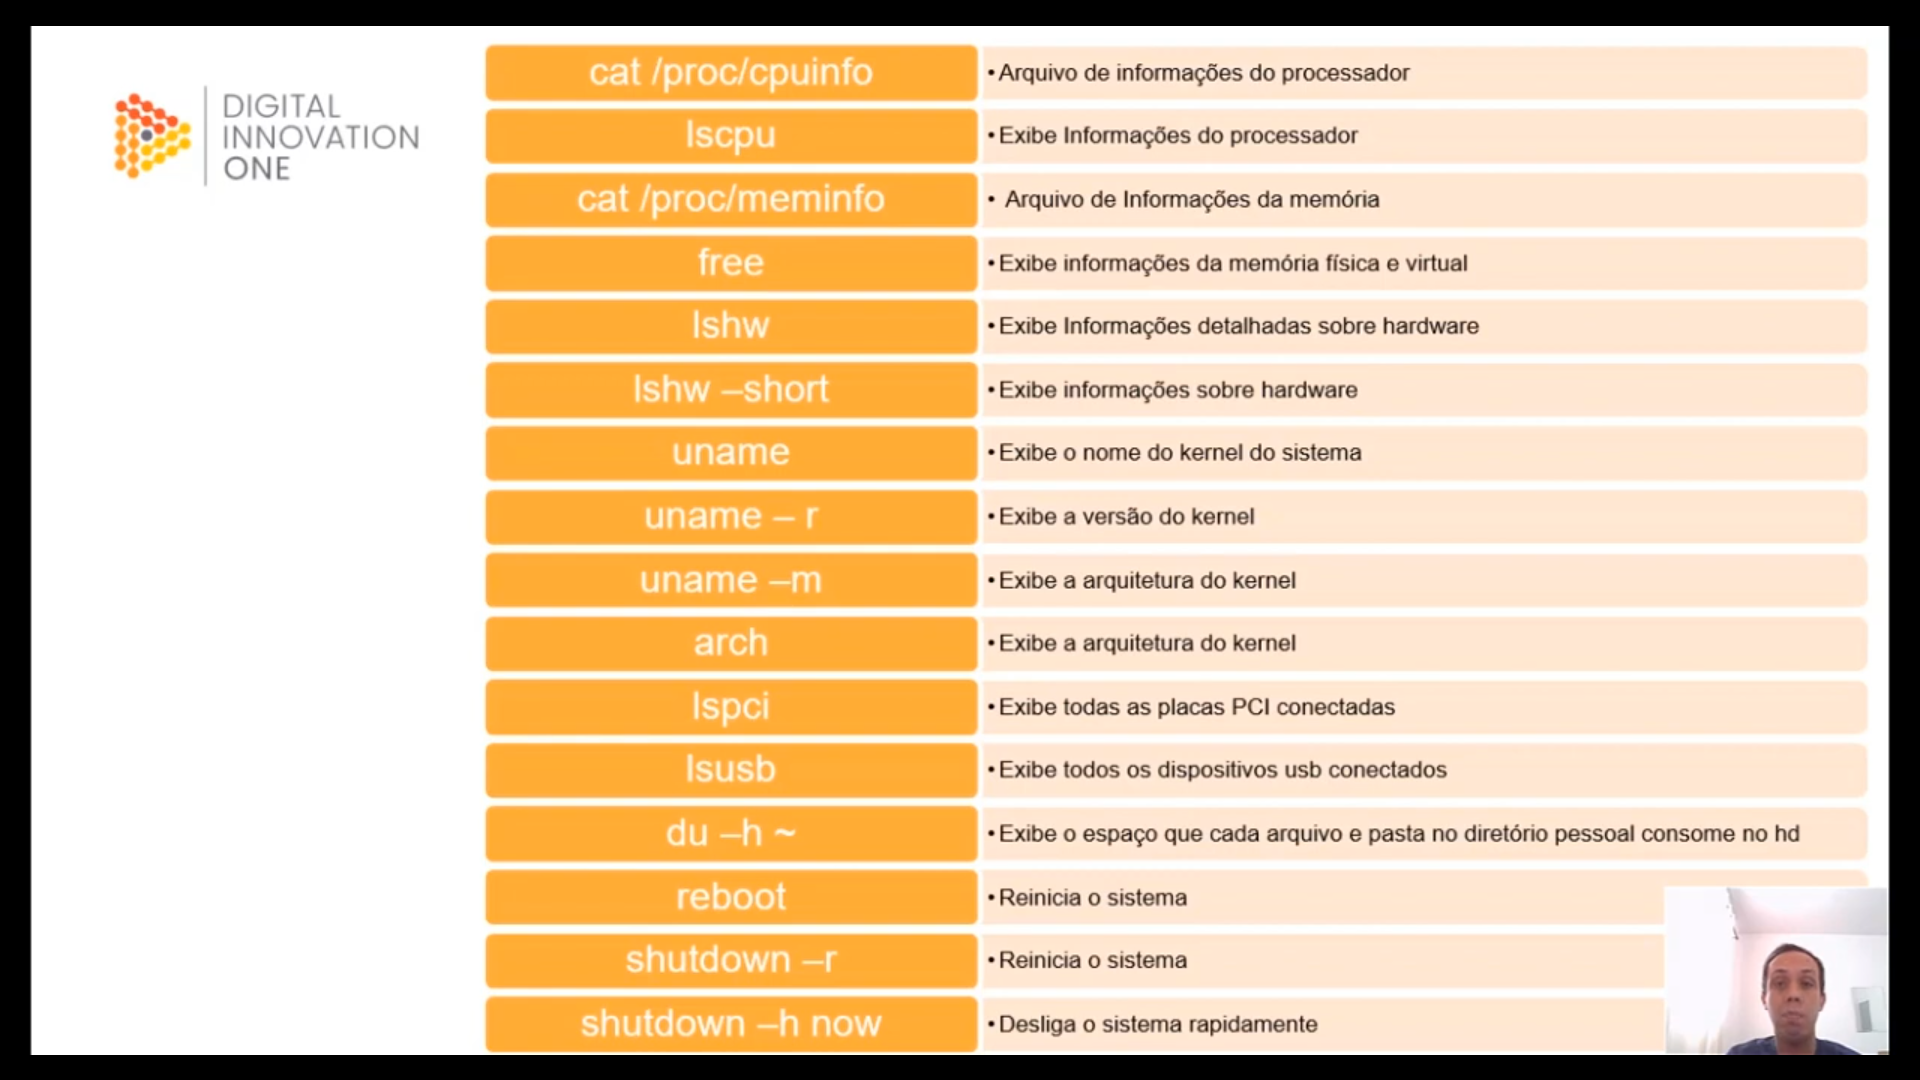 DIGITAL
INNOVATION
ONE
cat /proc/cpuinfo
•Arquivo de informações do processador
lscpu
•Exibe Informações do processador
cat /proc/meminfo
• Arquivo de Informações da memória
free
•Exibe informações da memória física e virtual
lshw
•Exibe Informações detalhadas sobre hardware
lshw –short
•Exibe informações sobre hardware
uname
•Exibe o nome do kernel do sistema
uname – r
•Exibe a versão do kernel
uname –m
•Exibe a arquitetura do kernel
arch
•Exibe a arquitetura do kernel
lspci
•Exibe todas as placas PCI conectadas
lsusb
•Exibe todos os dispositivos usb conectados
du –h ~
•Exibe o espaço que cada arquivo e pasta no diretório pessoal consome no hd
reboot
•Reinicia o sistema
shutdown –r
•Reinicia o sistema
shutdown –h now
•Desliga o sistema rapidamente